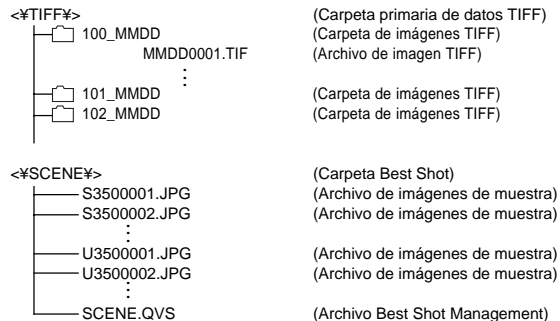 <¥TIFF¥> (Carpeta primaria de datos TIFF)
100_MMDD (Carpeta de imágenes TIFF)
MMDD0001.TIF (Archivo de imagen TIFF)
101_MMDD (Carpeta de imágenes TIFF)
102_MMDD (Carpeta de imágenes TIFF)
<¥SCENE¥> (Carpeta Best Shot)
S3500001.JPG (Archivo de imágenes de muestra)
S3500002.JPG (Archivo de imágenes de muestra)
U3500001.JPG (Archivo de imágenes de muestra)
U3500002.JPG (Archivo de imágenes de muestra)
SCENE.QVS (Archivo Best Shot Management)